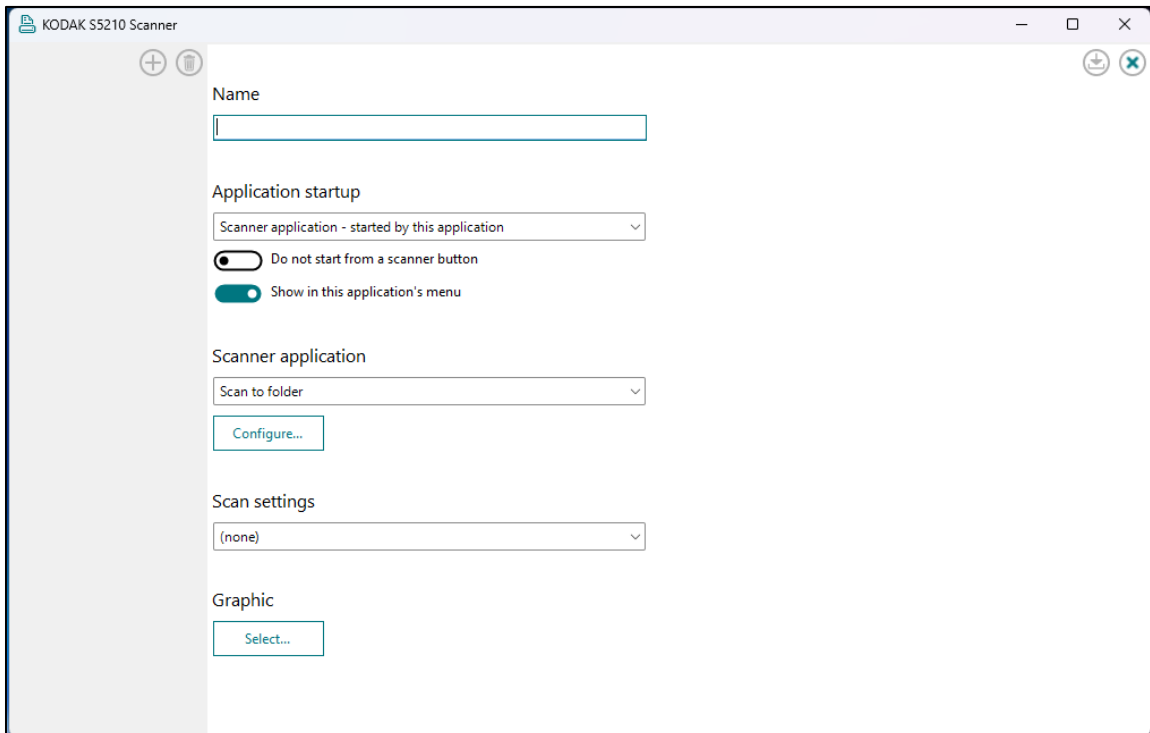 KODAK S5210 Scanner
Name
Application startup
Scanner application - started by this application
Do not start from a scanner button
Show in this application's menu
Scanner application
Scan to folder
Configure...
Scan settings
(none)
Graphic
Select...